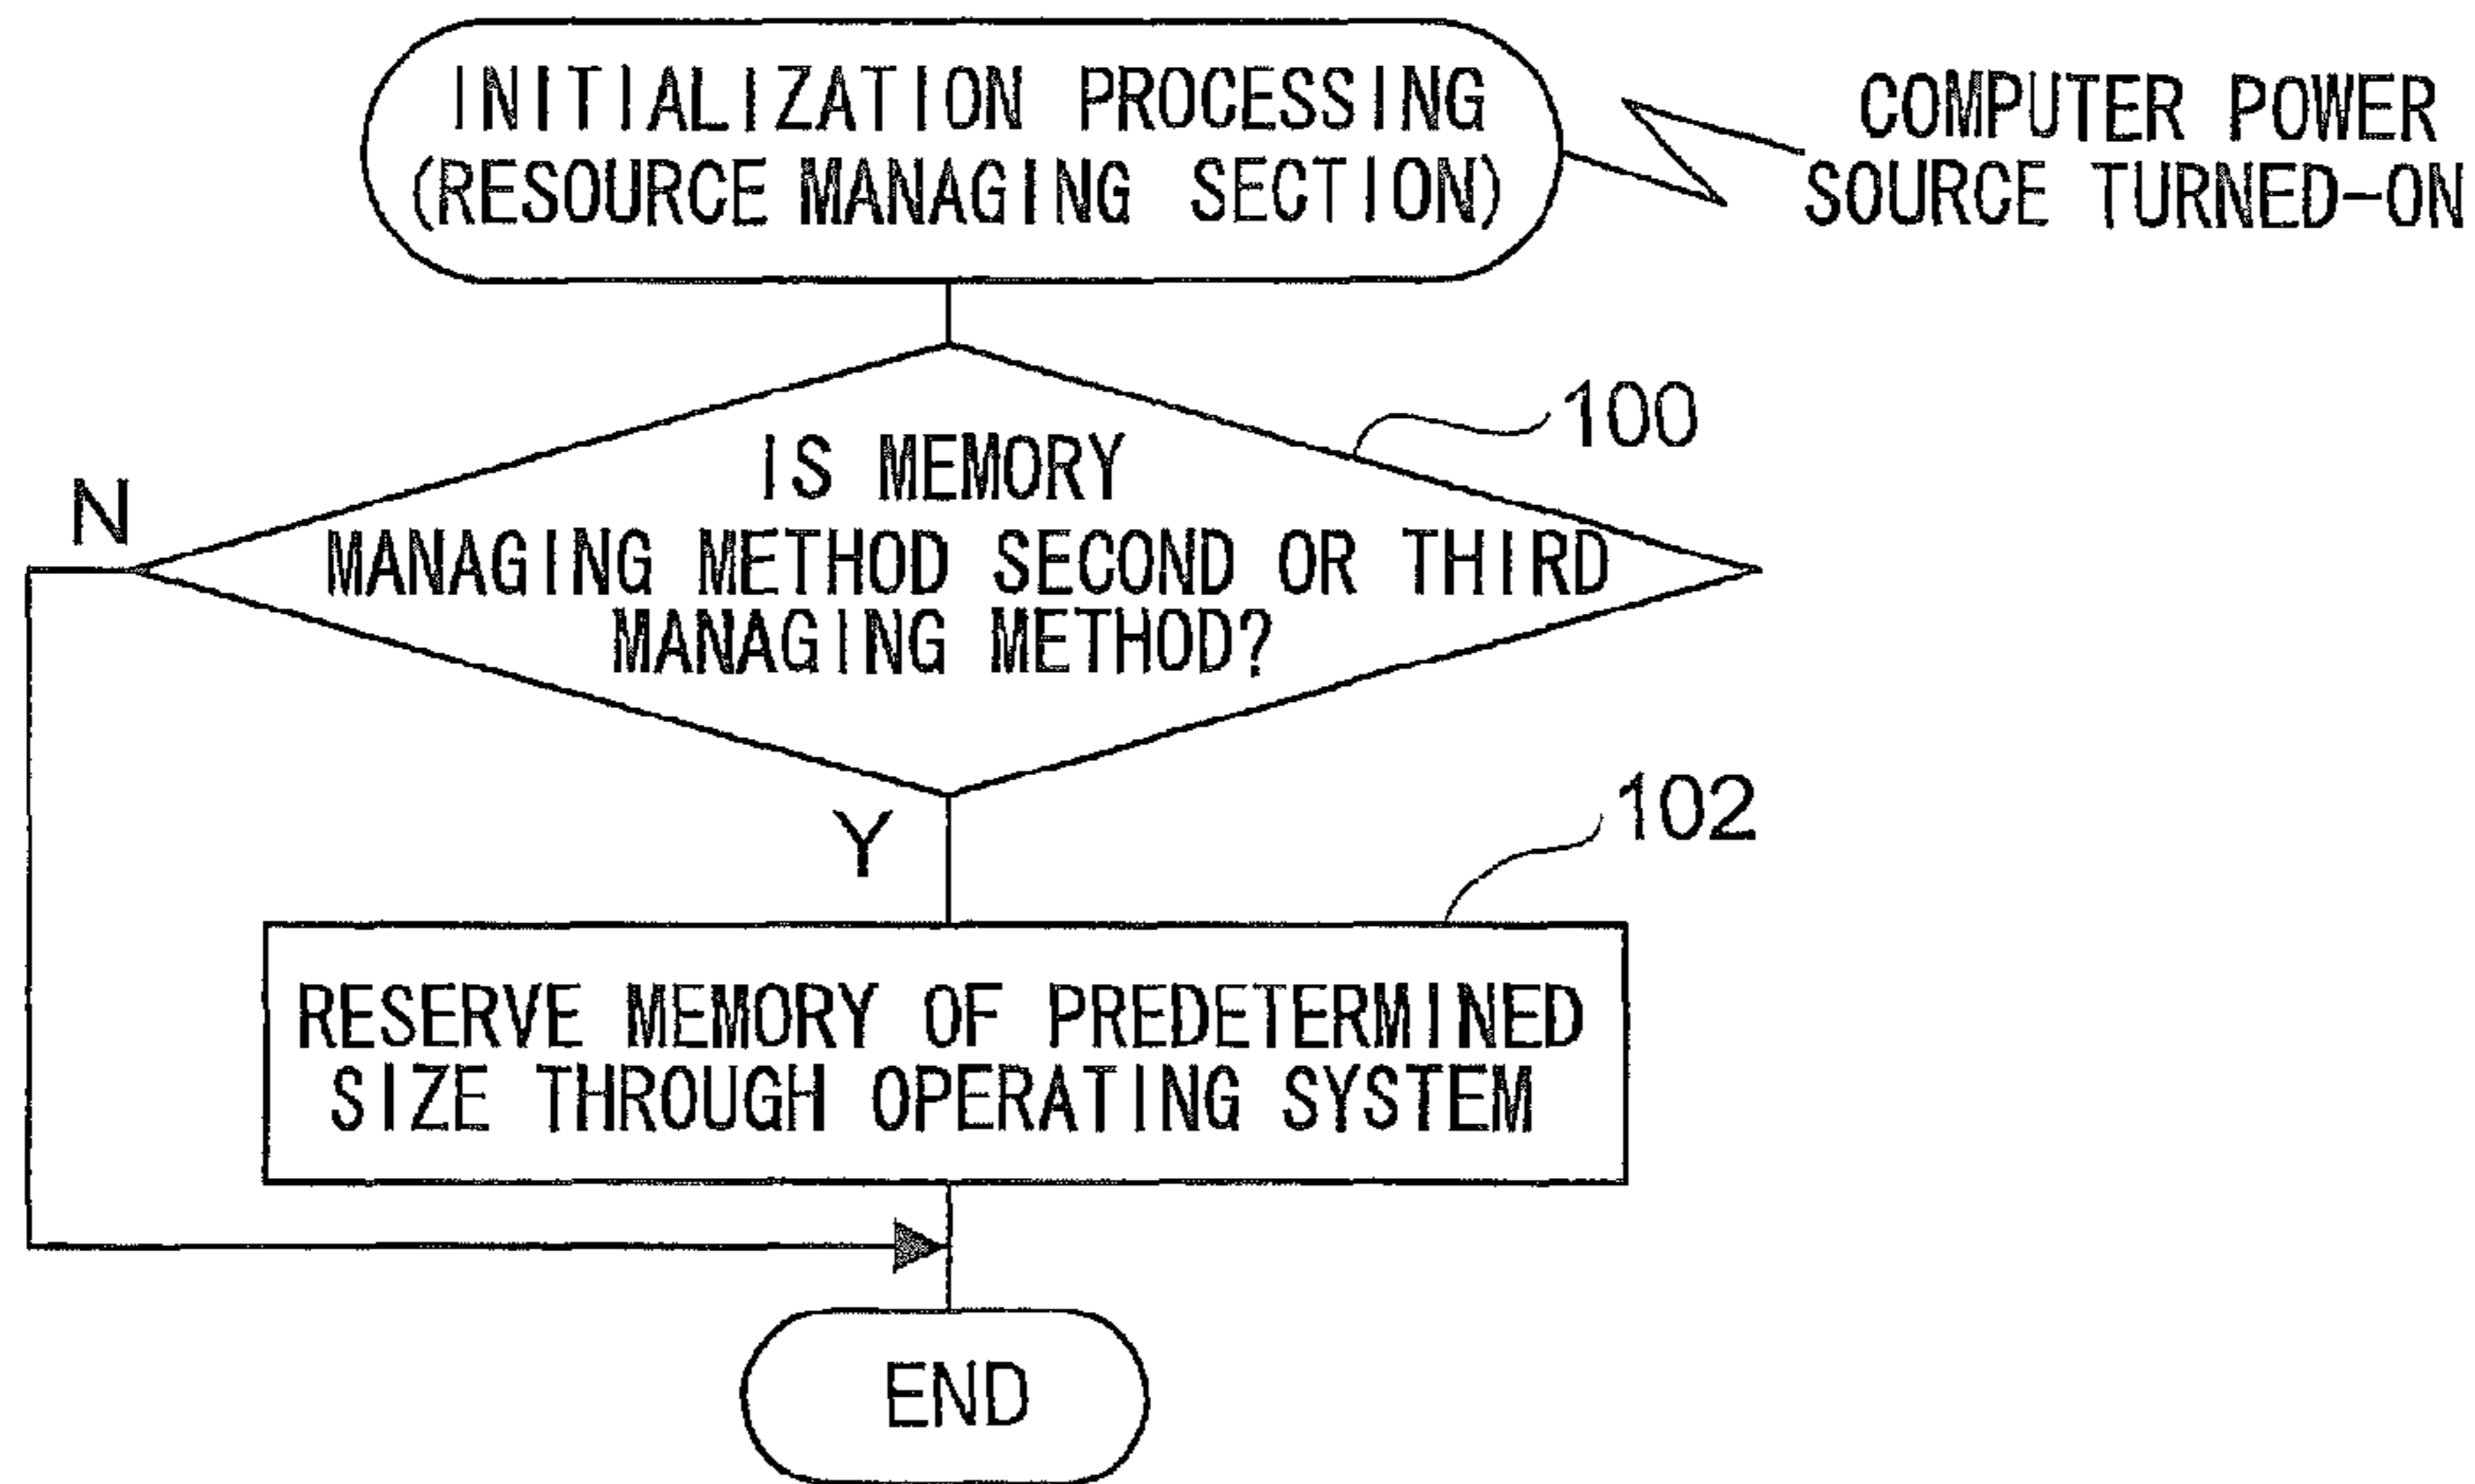 INITIALIZATION PROCESSING
(RESOURCE MANAGING SECTION)
COMPUTER POWER
SOURCE TURNED-ON
100
IS MEMORY
MANAGING METHOD SECOND OR THIRD
MANAGING METHOD?
N
Y
102
RESERVE MEMORY OF PREDETERMINED
SIZE THROUGH OPERATING SYSTEM
END